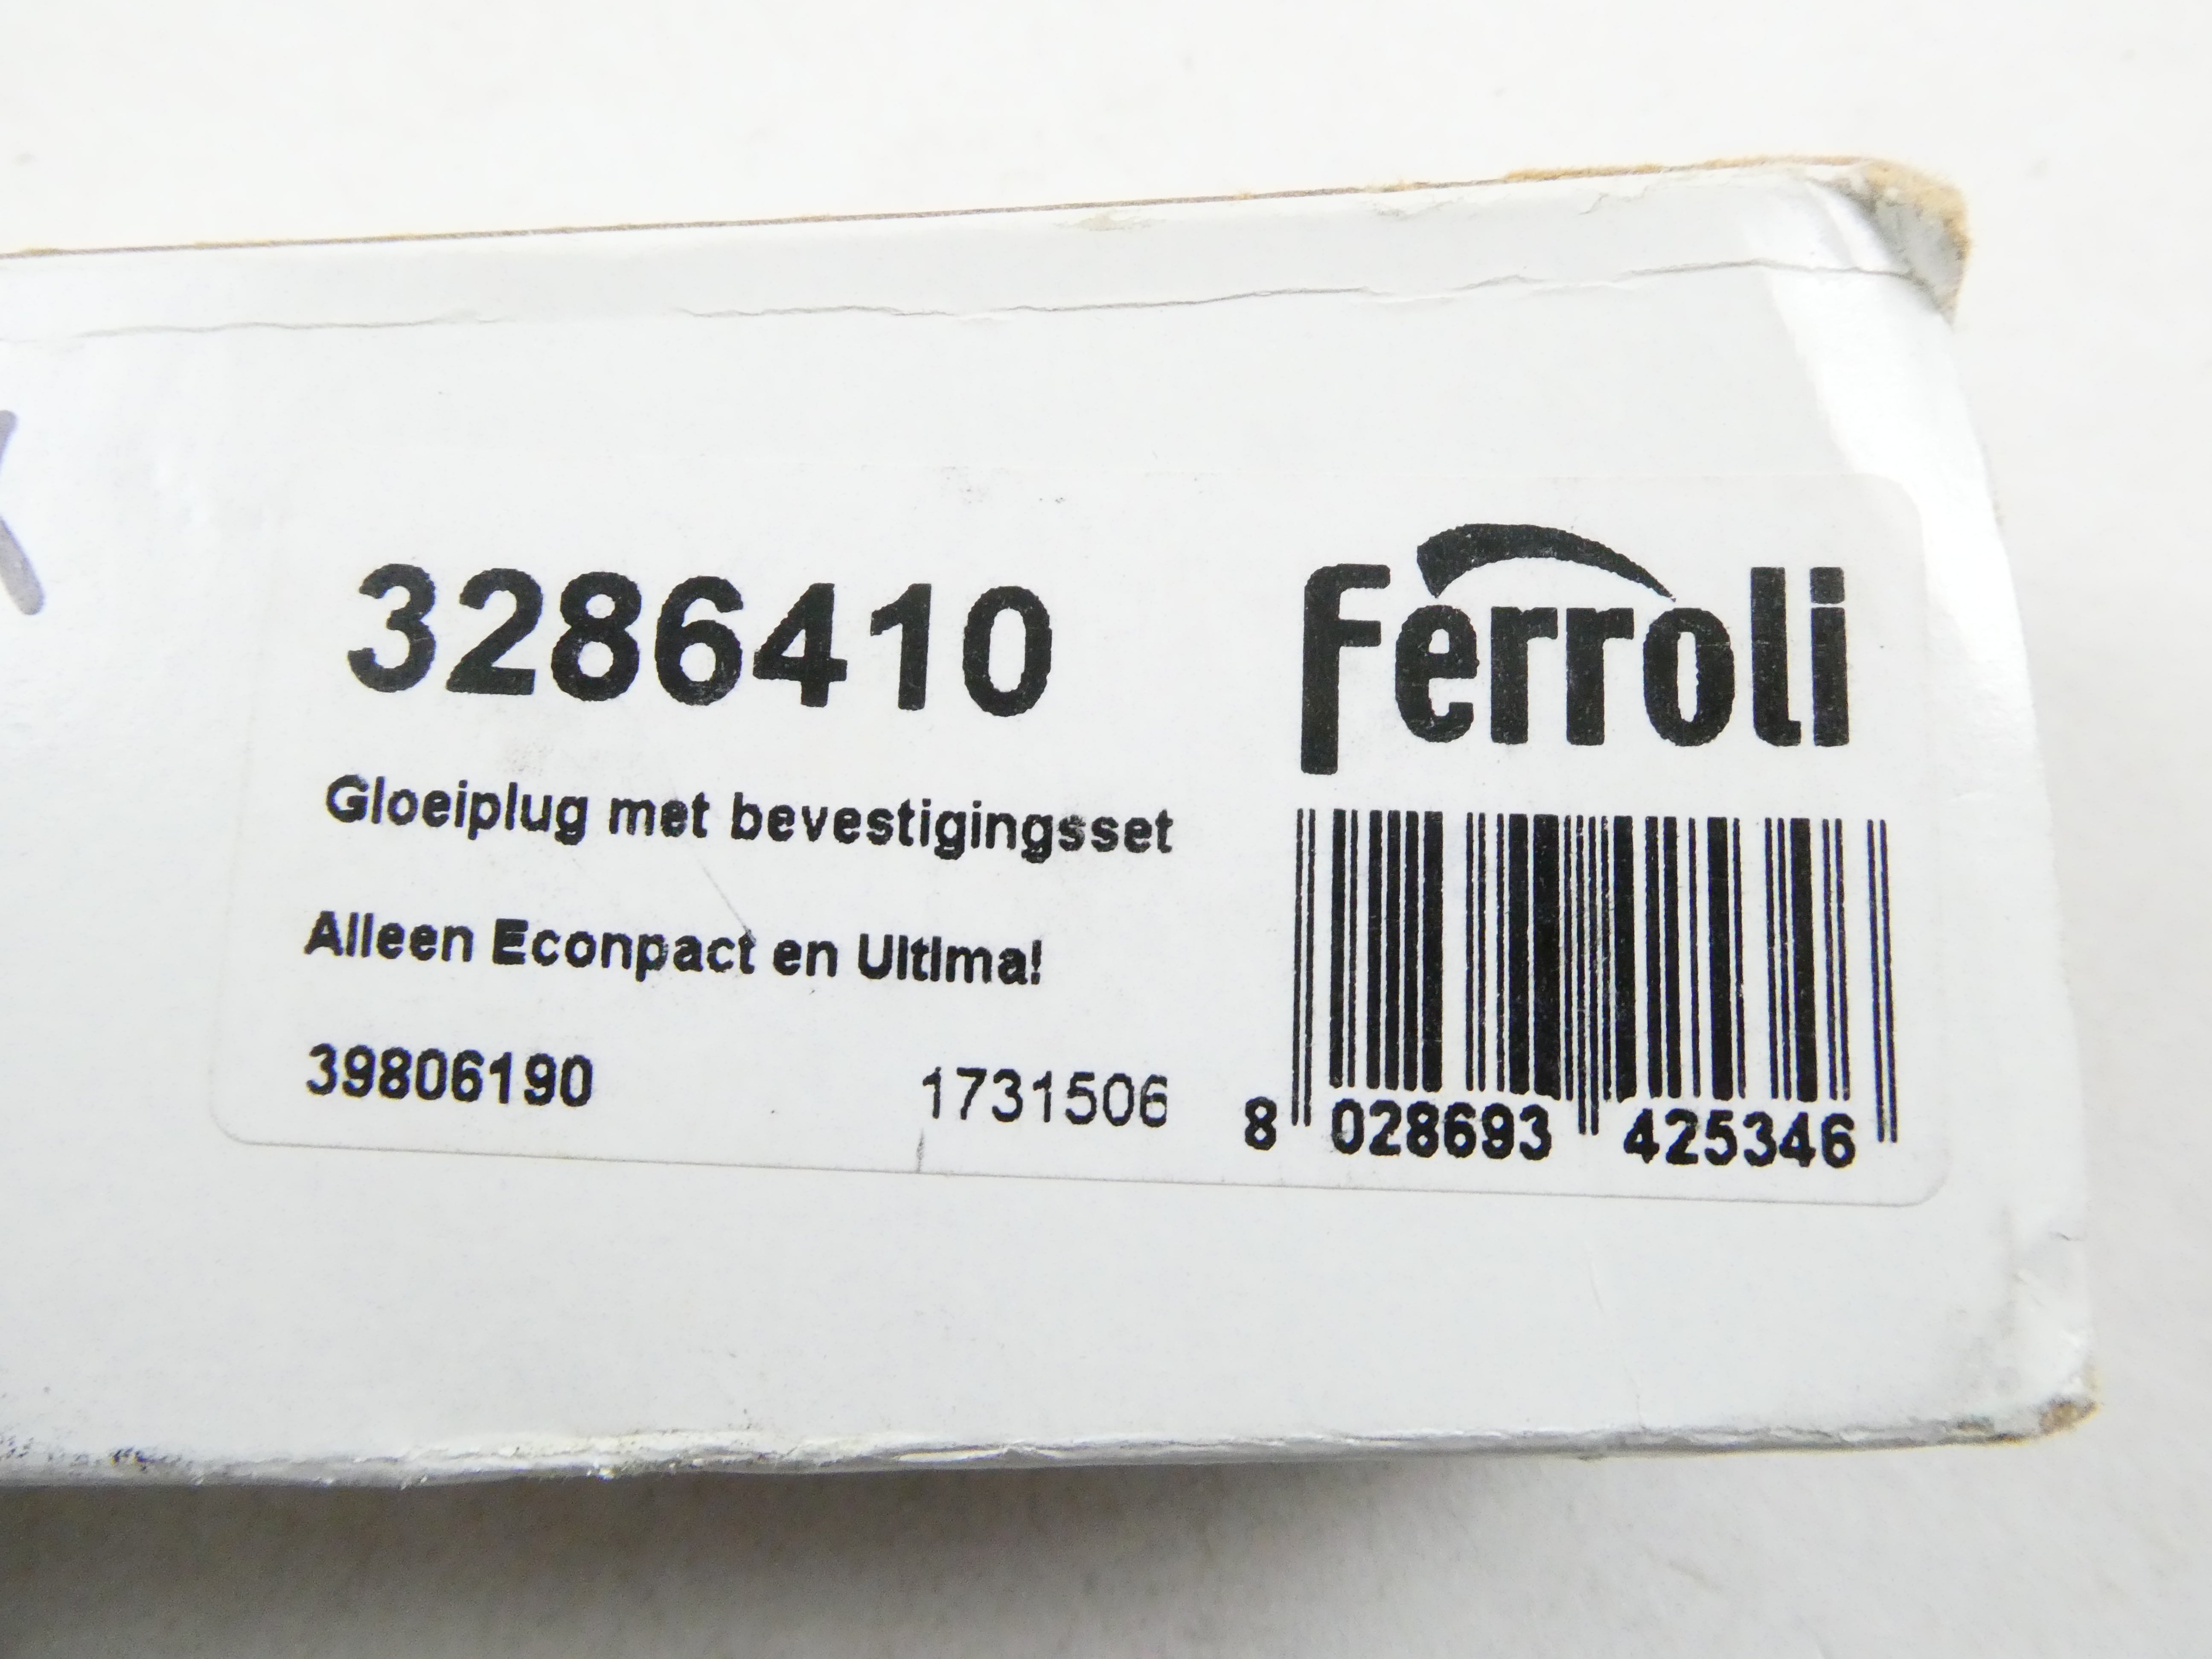 3286410
Ferroli
Gloeiplug met bevestigingsset
Alleen Econpact en Ultima!
39806190
1731506
8 028693 425346